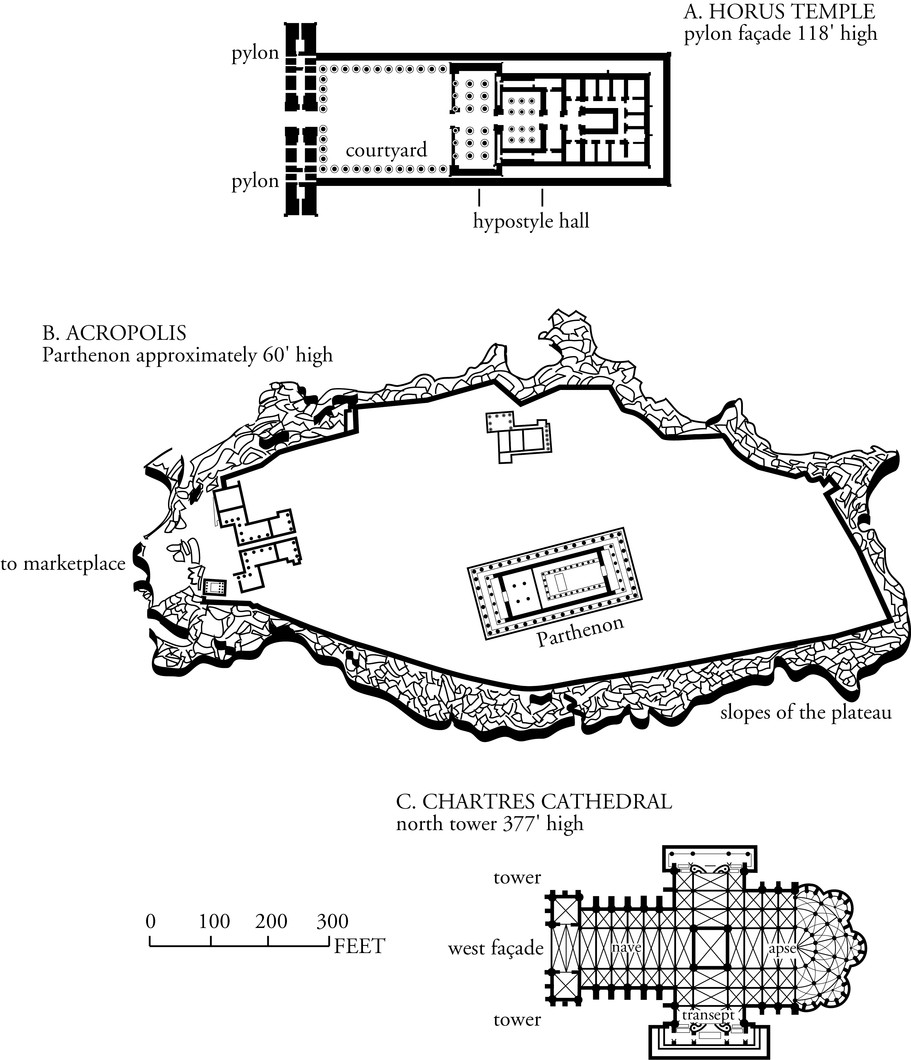 A. HORUS TEMPLE
pylon façade 118' high
pylon
courtyard
pylon
hypostyle hall
B. ACROPOLIS
Parthenon approximately 60' high
to marketplace
Parthenon
slopes of the plateau
C. CHARTRES CATHEDRAL
north tower 377' high
tower
0 100 200 300
FEET
west façade
nave
apse
transept
tower